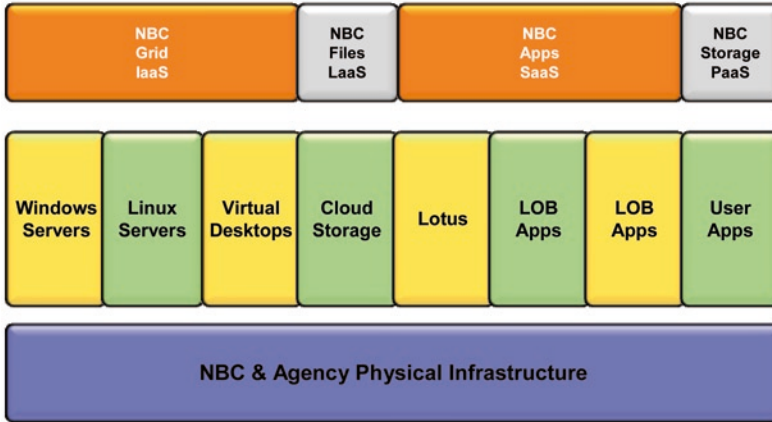 NBC
Grid
IaaS
NBC
Files
LaaS
NBC
Apps
SaaS
NBC
Storage
PaaS
Windows
Servers
Linux
Servers
Virtual
Desktops
Cloud
Storage
Lotus
LOB
Apps
LOB
Apps
User
Apps
NBC & Agency Physical Infrastructure